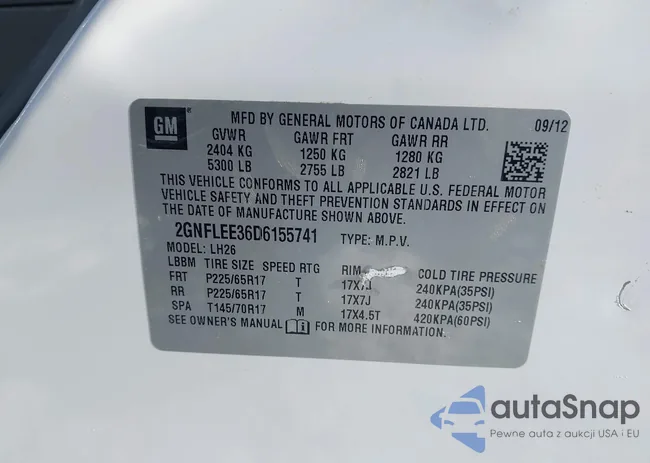 GM
MFD BY GENERAL MOTORS OF CANADA LTD. 09/12
GVWR GAWR FRT GAWR RR
2404 KG 1250 KG 1280 KG
5300 LB 2755 LB 2821 LB
THIS VEHICLE CONFORMS TO ALL APPLICABLE U.S. FEDERAL MOTOR
VEHICLE SAFETY AND THEFT PREVENTION STANDARDS IN EFFECT ON
THE DATE OF MANUFACTURE SHOWN ABOVE.
2GNFLEE36D6155741 TYPE: M.P.V.
MODEL: LH26
LBBM TIRE SIZE SPEED RTG RIM COLD TIRE PRESSURE
FRT P225/65R17 T 17X7J 240KPA(35PSI)
RR P225/65R17 T 17X7J 240KPA(35PSI)
SPA T145/70R17 M 17X4.5T 420KPA(60PSI)
SEE OWNER'S MANUAL FOR MORE INFORMATION.
autoSnap
Pewne auta z aukcji USA i EU